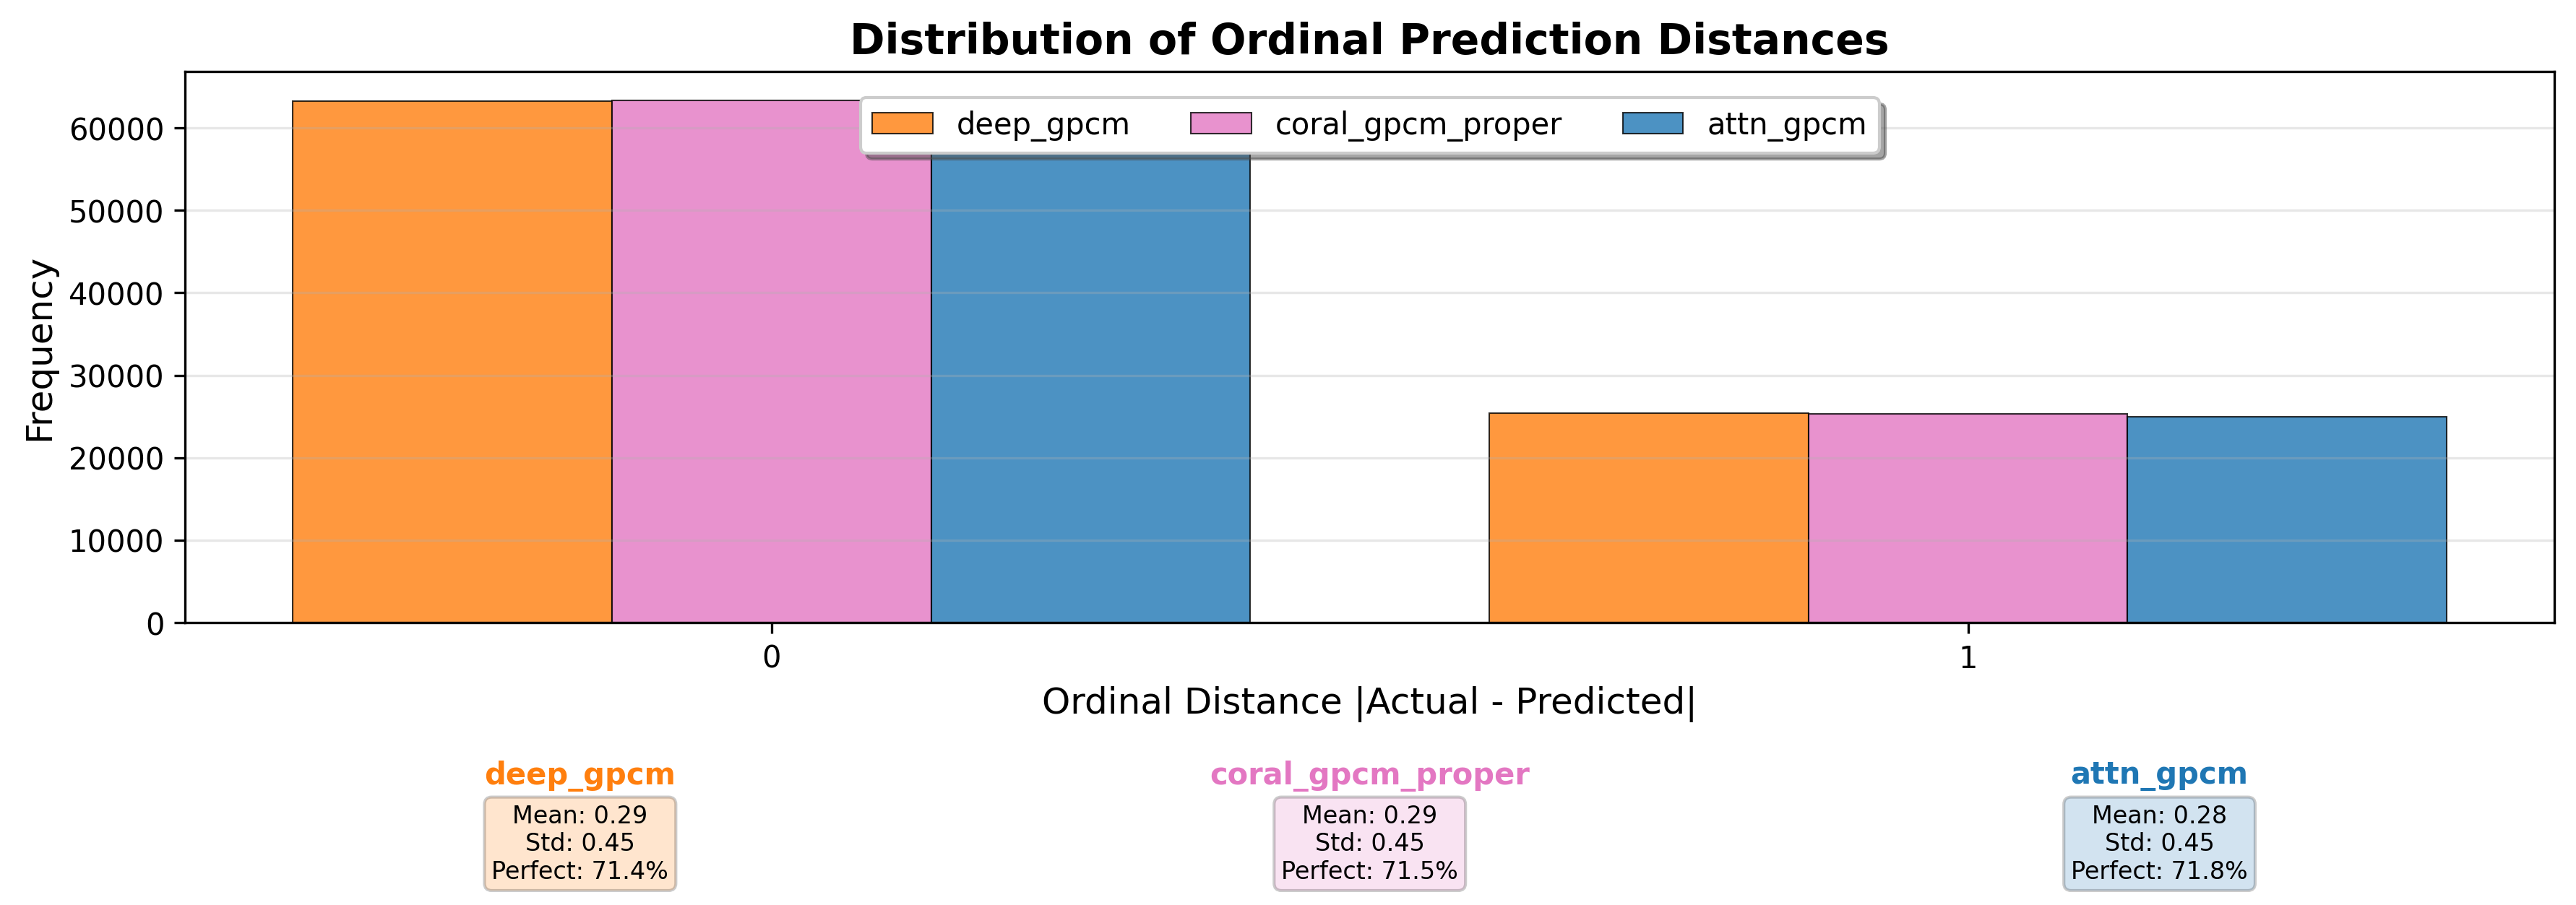 Distribution of Ordinal Prediction Distances
deep_gpcm coral_gpcm_proper attn_gpcm
Frequency
60000
50000
40000
30000
20000
10000
0
0 1
Ordinal Distance |Actual - Predicted|
deep_gpcm
Mean: 0.29
Std: 0.45
Perfect: 71.4%
coral_gpcm_proper
Mean: 0.29
Std: 0.45
Perfect: 71.5%
attn_gpcm
Mean: 0.28
Std: 0.45
Perfect: 71.8%